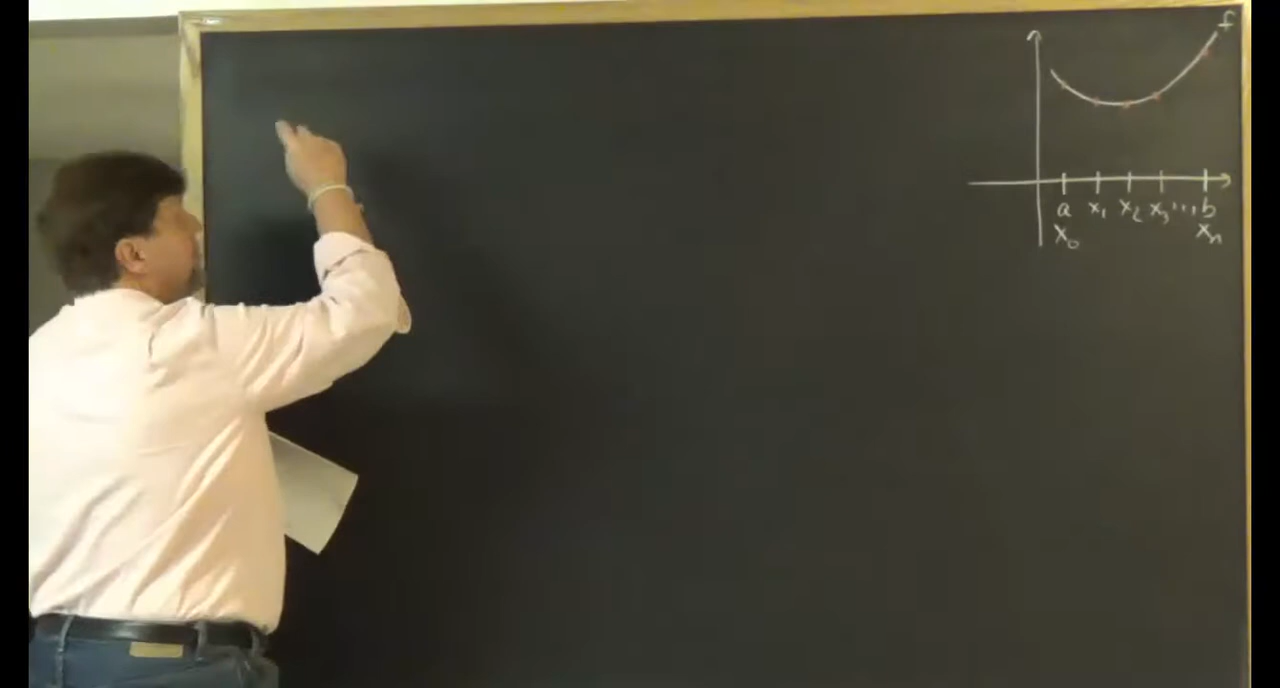 f
a x₁ x₂ x₃ ... b
x₀ xₙ